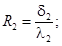 R₂ = δ₂/λ₂;